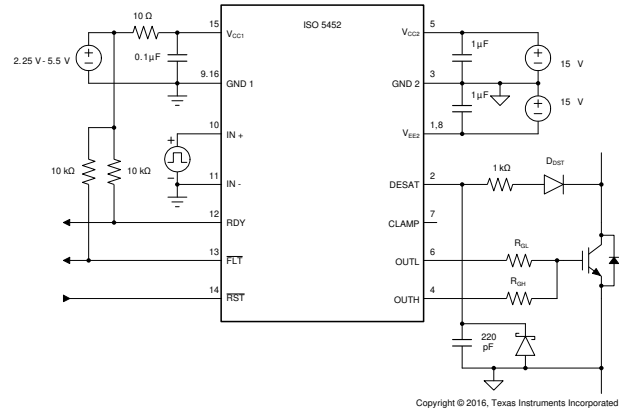 ISO 5452
10 Ω
15
VCC1
2.25 V - 5.5 V
0.1µF
9,16
GND 1
10
IN +
11
IN -
10 kΩ
10 kΩ
12
RDY
13
FLT
14
RST
5
VCC2
1µF
15 V
3
GND 2
1µF
15 V
1,8
VEE2
2
DESAT
1 kΩ
DDST
7
CLAMP
6
OUTL
RGL
4
OUTH
RGH
220
pF
Copyright © 2016, Texas Instruments Incorporated